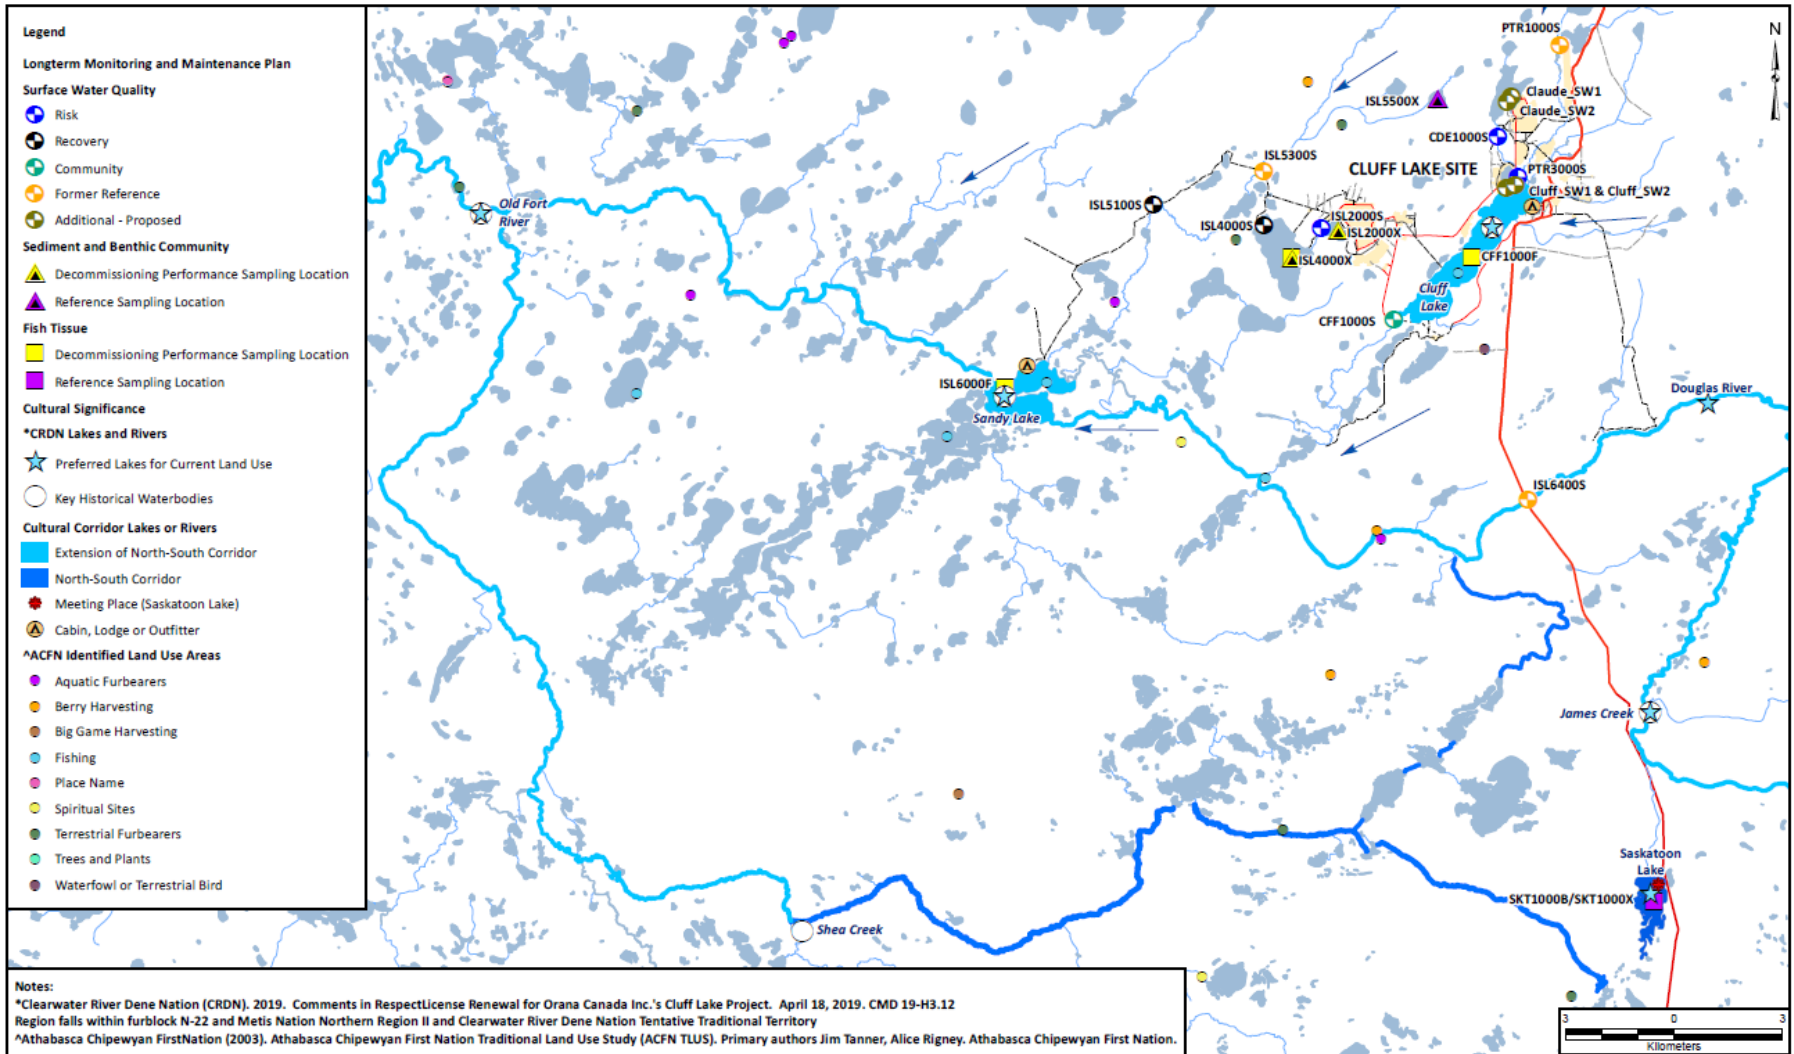 Legend
Longterm Monitoring and Maintenance Plan
Surface Water Quality
Risk
Recovery
Community
Former Reference
Additional - Proposed
Sediment and Benthic Community
Decommissioning Performance Sampling Location
Reference Sampling Location
Fish Tissue
Decommissioning Performance Sampling Location
Reference Sampling Location
Cultural Significance
*CRDN Lakes and Rivers
Preferred Lakes for Current Land Use
Key Historical Waterbodies
Cultural Corridor Lakes or Rivers
Extension of North-South Corridor
North-South Corridor
Meeting Place (Saskatoon Lake)
Cabin, Lodge or Outfitter
^ACFN Identified Land Use Areas
Aquatic Furbearers
Berry Harvesting
Big Game Harvesting
Fishing
Place Name
Spiritual Sites
Terrestrial Furbearers
Trees and Plants
Waterfowl or Terrestrial Bird
PTR1000S
N
Claude_SW1
ISL5500X
Claude_SW2
CDE1000S
ISL5300S
CLUFF LAKE SITE
PTR3000S
Cluff_SW1 & Cluff_SW2
ISL5100S
Old Fort
River
ISL2000S
ISL4000S
ISL2000X
CFF1000F
ISL4000X
Cluff
Lake
CFF1000S
ISL6000F
Douglas River
Sandy Lake
ISL6400S
James Creek
Saskatoon
Lake
SKT1000B/SKT1000X
Shea Creek
Notes:
*Clearwater River Dene Nation (CRDN). 2019. Comments in RespectLicense Renewal for Orana Canada Inc.'s Cluff Lake Project. April 18, 2019. CMD 19-H3.12
Region falls within furblock N-22 and Metis Nation Northern Region II and Clearwater River Dene Nation Tentative Traditional Territory
^Athabasca Chipewyan FirstNation (2003). Athabasca Chipewyan First Nation Traditional Land Use Study (ACFN TLUS). Primary authors Jim Tanner, Alice Rigney. Athabasca Chipewyan First Nation.
3 0 3
Kilometers